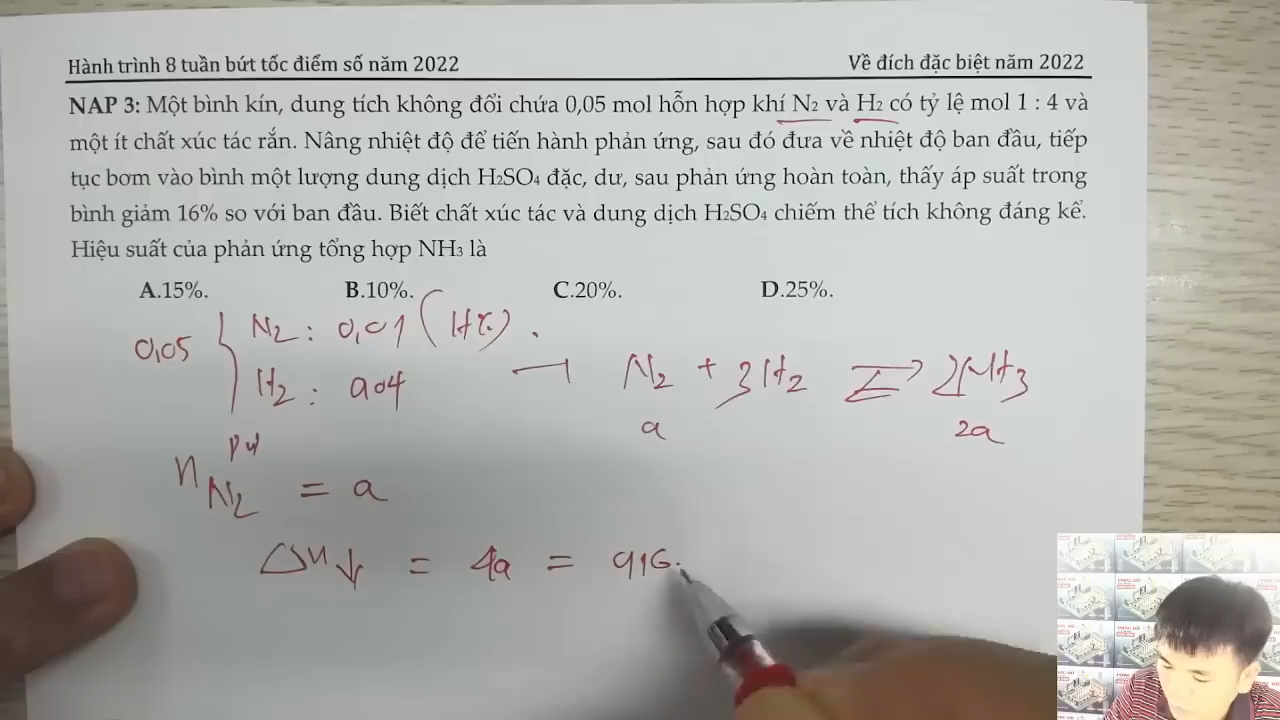 Hành trình 8 tuần bứt tốc điểm số năm 2022 Về đích đặc biệt năm 2022
NAP 3: Một bình kín, dung tích không đổi chứa 0,05 mol hỗn hợp khí N₂ và H₂ có tỷ lệ mol 1 : 4 và
một ít chất xúc tác rắn. Nâng nhiệt độ để tiến hành phản ứng, sau đó đưa về nhiệt độ ban đầu, tiếp
tục bơm vào bình một lượng dung dịch H₂SO₄ đặc, dư, sau phản ứng hoàn toàn, thấy áp suất trong
bình giảm 16% so với ban đầu. Biết chất xúc tác và dung dịch H₂SO₄ chiếm thể tích không đáng kể.
Hiệu suất của phản ứng tổng hợp NH₃ là
A.15%. B.10%. C.20%. D.25%.
0,05 { N₂ : 0,01 (H%).
H₂ : 0,04
→ N₂ + 3H₂ ⇄ 2NH₃
a 2a
n N₂ pư = a
Δn↓ = 4a = 0,16.